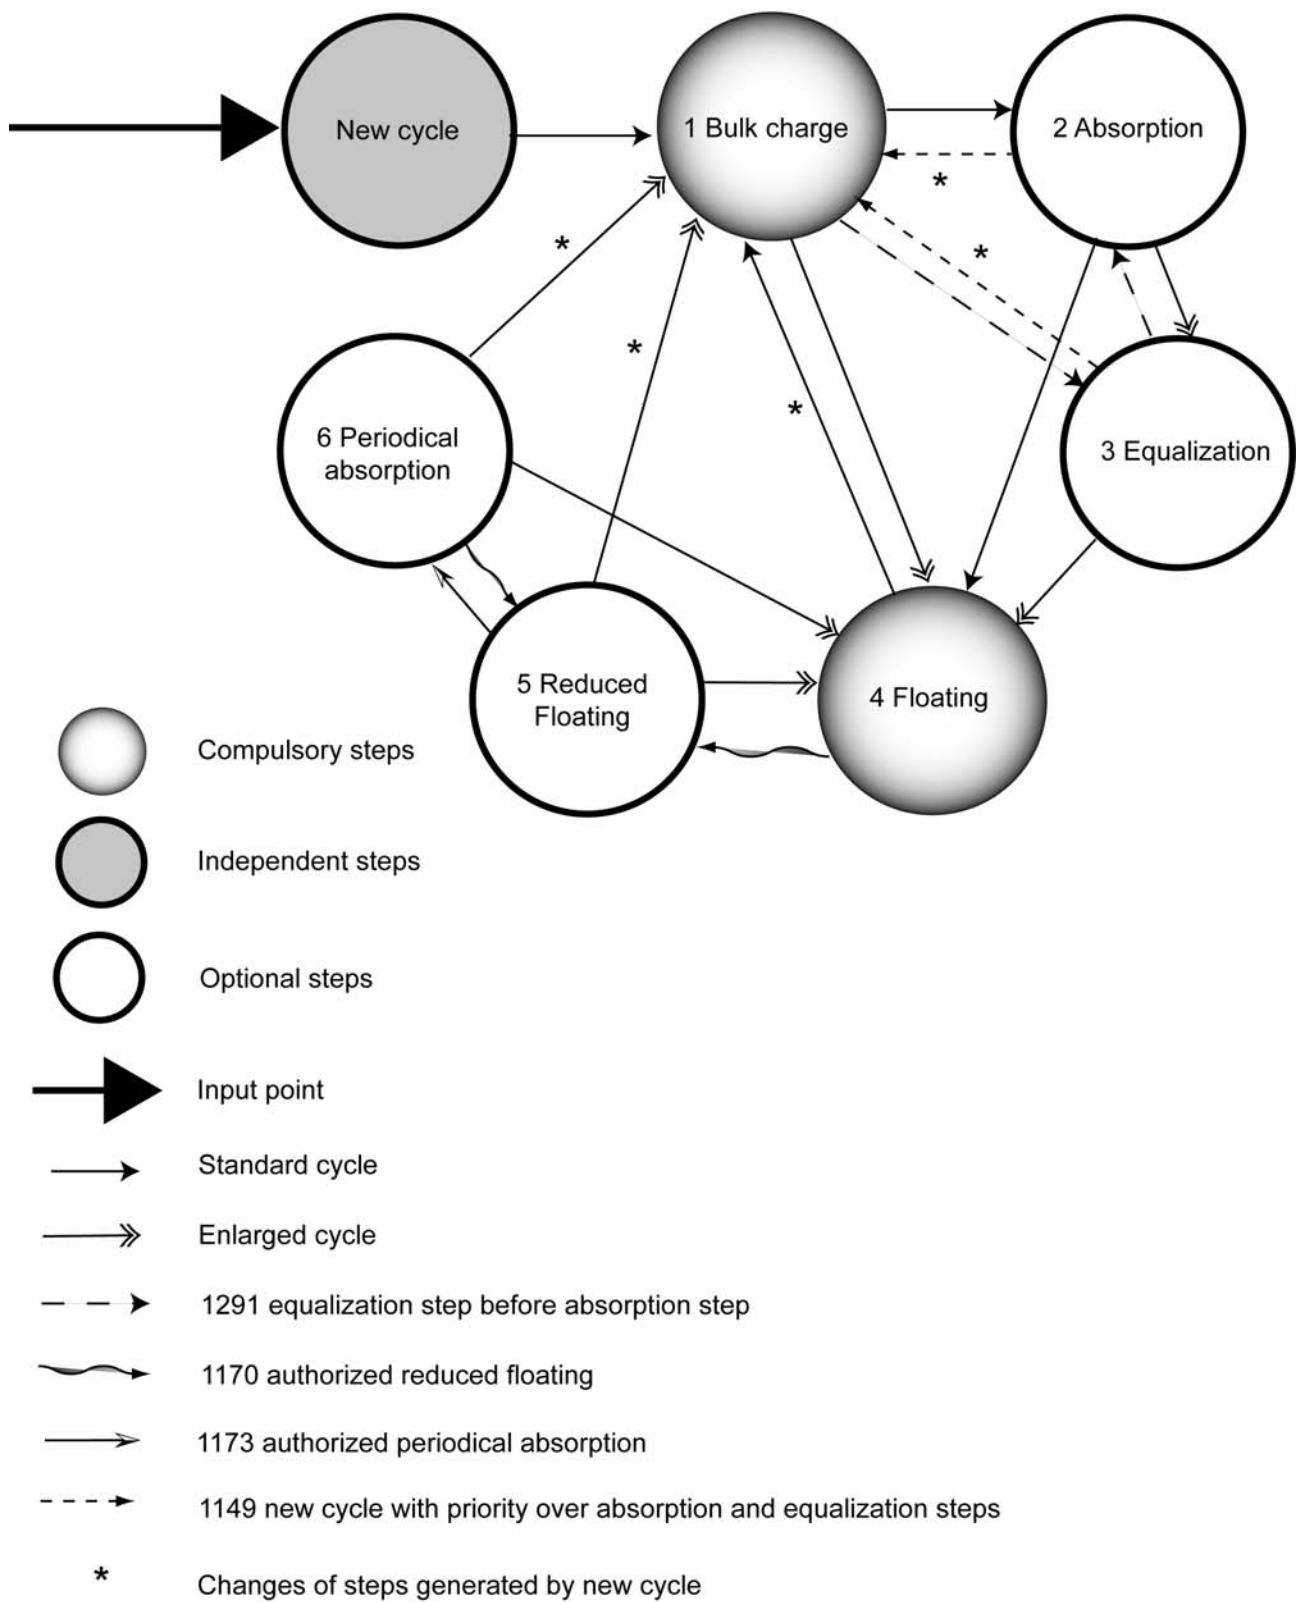 New cycle
1 Bulk charge
2 Absorption
*
*
*
*
*
6 Periodical
absorption
3 Equalization
5 Reduced
Floating
4 Floating
Compulsory steps
Independent steps
Optional steps
Input point
Standard cycle
Enlarged cycle
1291 equalization step before absorption step
1170 authorized reduced floating
1173 authorized periodical absorption
1149 new cycle with priority over absorption and equalization steps
* Changes of steps generated by new cycle